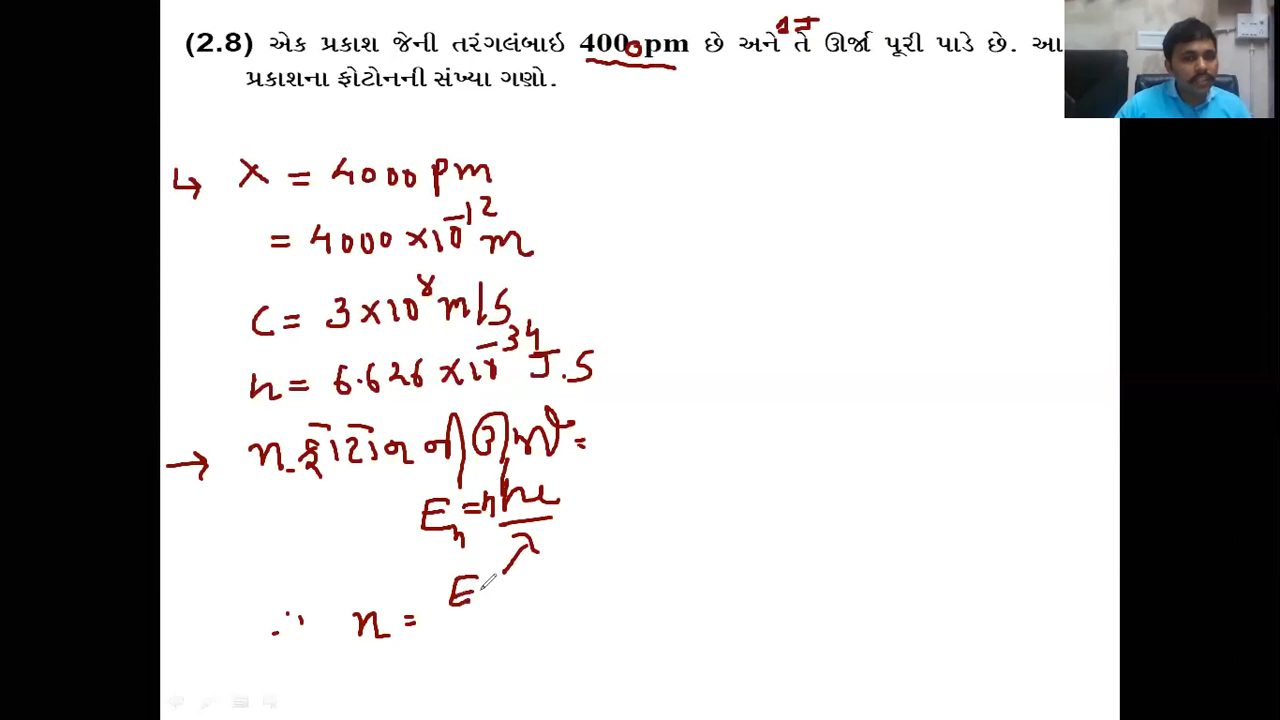 1J
(2.8) એક પ્રકાશ જેની તરંગલંબાઇ 4000pm છે અને તે ઊર્જા પૂરી પાડે છે. આ
પ્રકાશના ફોટોનની સંખ્યા ગણો.
λ = 4000 pm
= 4000 × 10⁻¹² m
C = 3 × 10⁸ m/s
h = 6.626 × 10⁻³⁴ J.S
→ n-ફોટોનની ઊર્જા =
Eₙ = nhc
λ
E
∴ n =